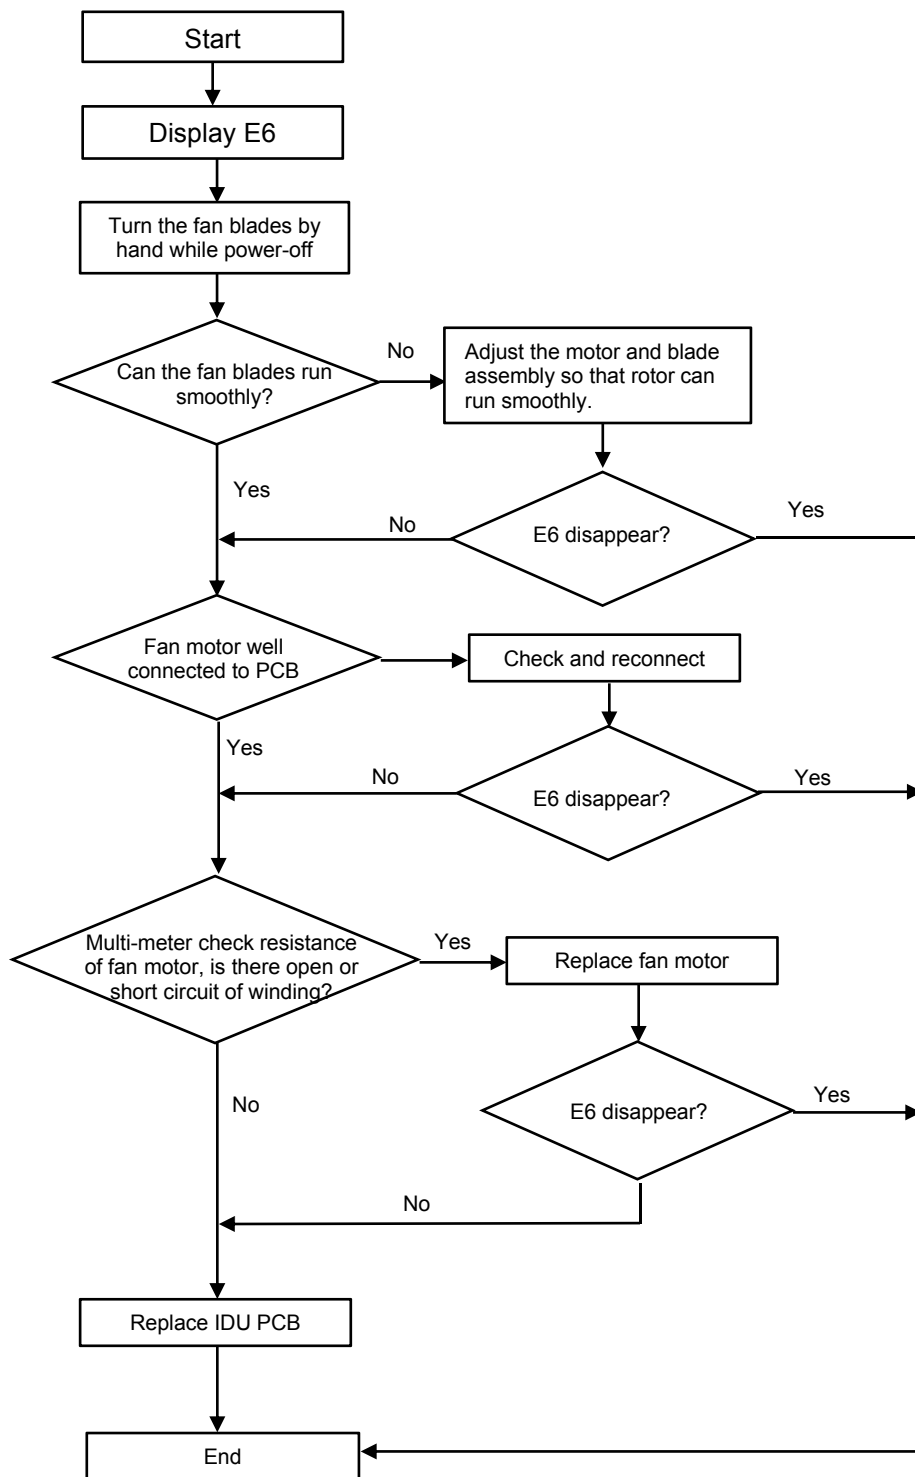 Start
Display E6
Turn the fan blades by
hand while power-off
Can the fan blades run
smoothly?
No
Adjust the motor and blade
assembly so that rotor can
run smoothly.
Yes
No
E6 disappear?
Yes
Fan motor well
connected to PCB
Check and reconnect
Yes
No
E6 disappear?
Yes
Multi-meter check resistance
of fan motor, is there open or
short circuit of winding?
Yes
Replace fan motor
No
E6 disappear?
Yes
No
Replace IDU PCB
End